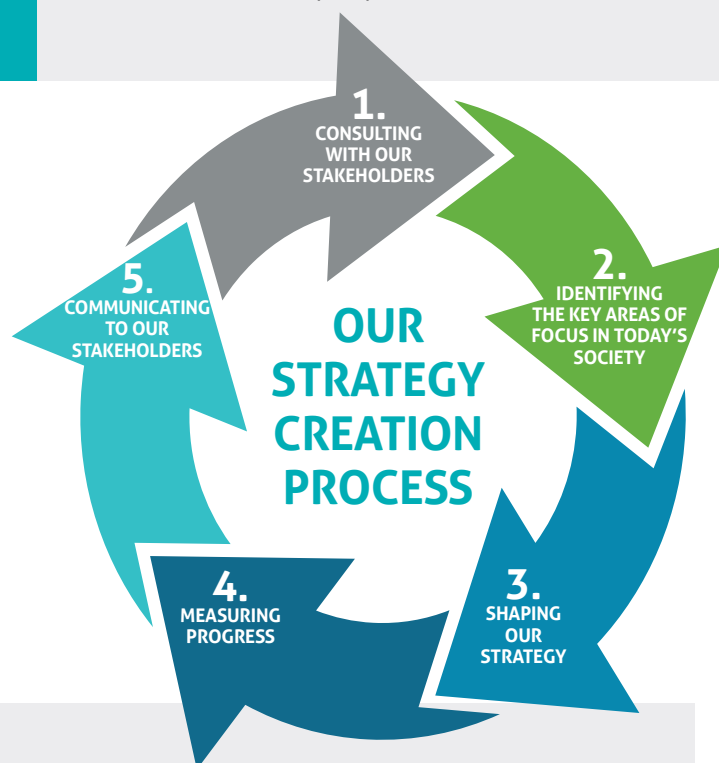 1.
CONSULTING
WITH OUR
STAKEHOLDERS
2.
IDENTIFYING
THE KEY AREAS OF
FOCUS IN TODAY'S
SOCIETY
3.
SHAPING
OUR
STRATEGY
4.
MEASURING
PROGRESS
5.
COMMUNICATING
TO OUR
STAKEHOLDERS
OUR
STRATEGY
CREATION
PROCESS